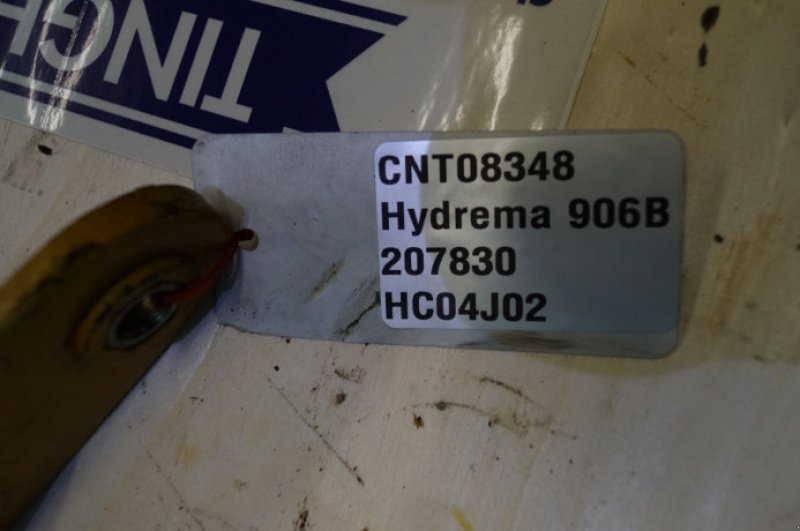 TINGH
CNT08348
Hydrema 906B
207830
HC04J02